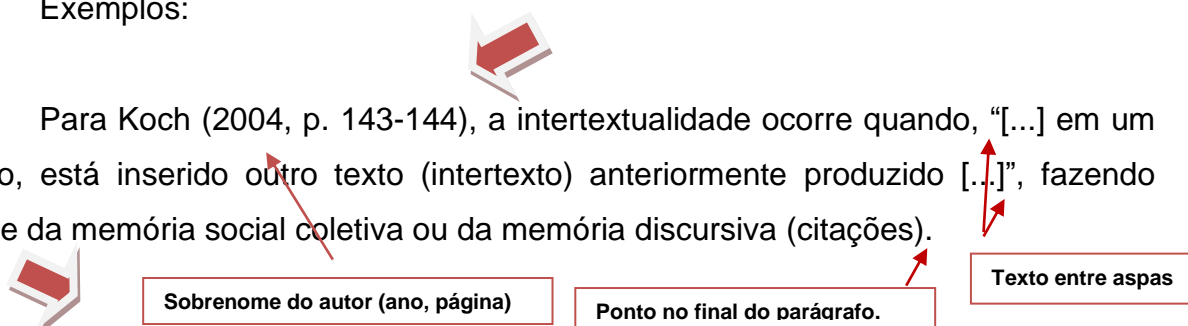 Exemplos:
Para Koch (2004, p. 143-144), a intertextualidade ocorre quando, “[...] em um
o, está inserido outro texto (intertexto) anteriormente produzido [...]”, fazendo
e da memória social coletiva ou da memória discursiva (citações).
Texto entre aspas
Sobrenome do autor (ano, página)
Ponto no final do parágrafo.